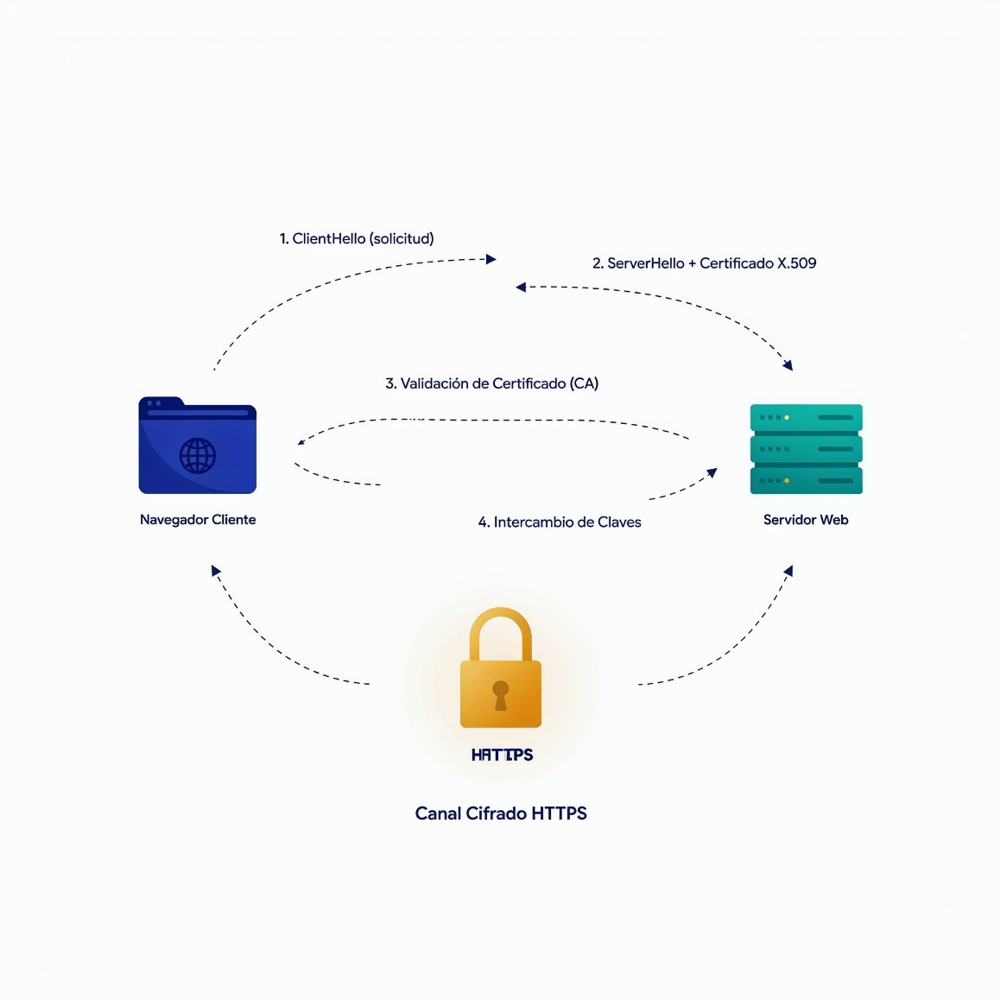 1. ClientHello (solicitud)
2. ServerHello + Certificado X.509
3. Validación de Certificado (CA)
Navegador Cliente
Servidor Web
4. Intercambio de Claves
Canal Cifrado HTTPS